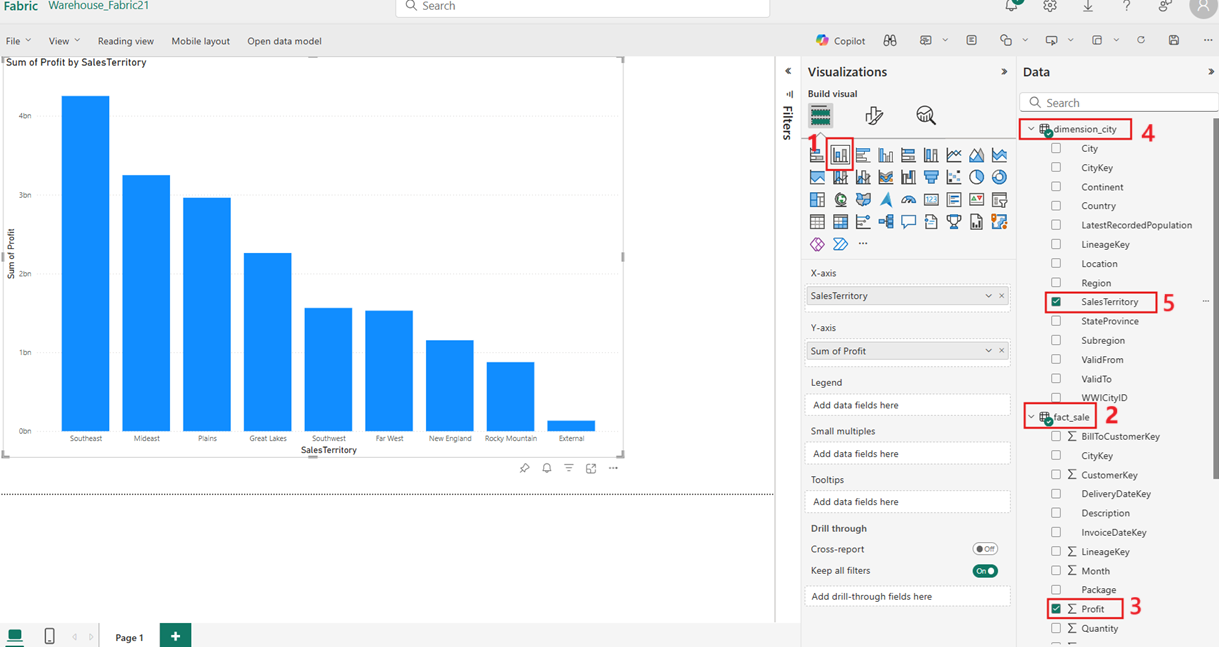 Fabric Warehouse_Fabric21
Search
File View Reading view Mobile layout Open data model
Copilot
Sum of Profit by SalesTerritory
4bn
3bn
2bn
1bn
0bn
Sum of Profit
Southeast Mideast Plains Great Lakes Southwest Far West New England Rocky Mountain External
SalesTerritory
Page 1
Filters
Visualizations
Build visual
1
123
X-axis
SalesTerritory
Y-axis
Sum of Profit
Legend
Add data fields here
Small multiples
Add data fields here
Tooltips
Add data fields here
Drill through
Cross-report
Off
Keep all filters
On
Add drill-through fields here
Data
Search
dimension_city 4
City
CityKey
Continent
Country
LatestRecordedPopulation
LineageKey
Location
Region
SalesTerritory 5
StateProvince
Subregion
ValidFrom
ValidTo
WWICityID
fact_sale 2
BillToCustomerKey
CityKey
CustomerKey
DeliveryDateKey
Description
InvoiceDateKey
LineageKey
Month
Package
Profit 3
Quantity